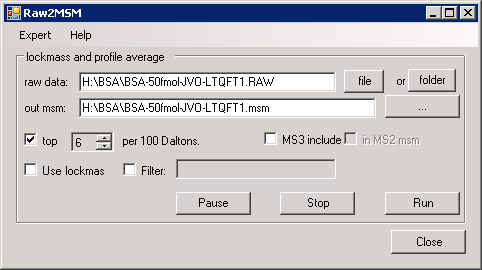 Raw2MSM
Expert Help
lockmass and profile average
raw data: H:\BSA\BSA-50fmol-JVO-LTQFT1.RAW file or folder
out msm: H:\BSA\BSA-50fmol-JVO-LTQFT1.msm ...
top 6 per 100 Daltons. MS3 include in MS2 msm
Use lockmas Filter:
Pause Stop Run
Close